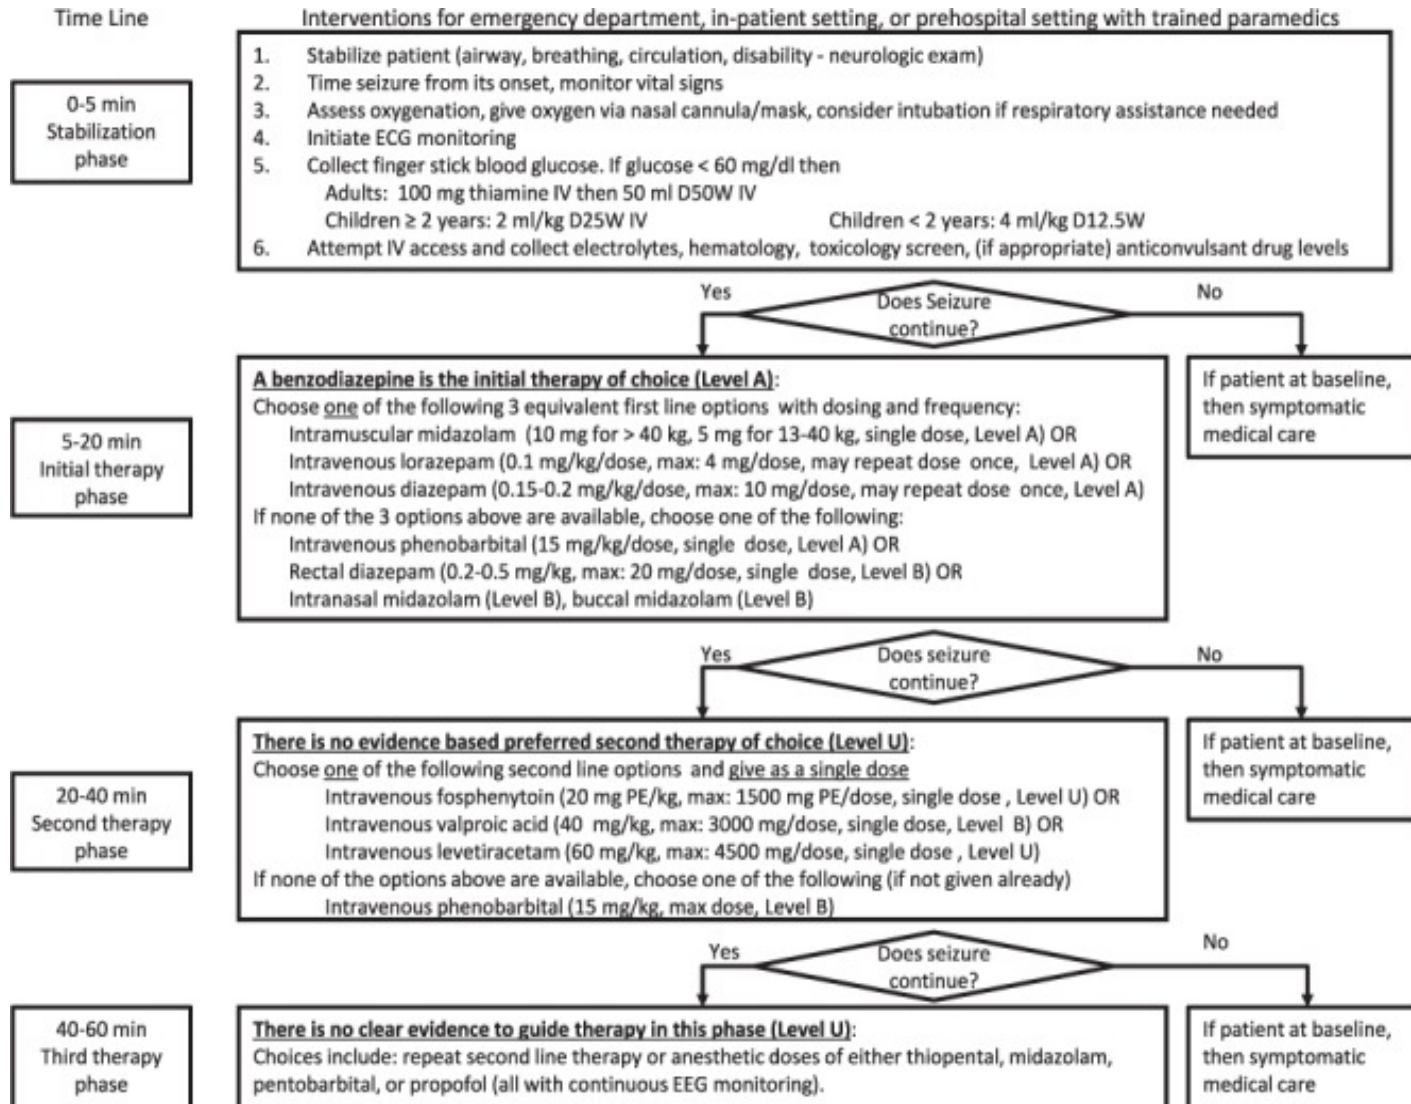 Time Line
Interventions for emergency department, in-patient setting, or prehospital setting with trained paramedics
0-5 min
Stabilization
phase
1. Stabilize patient (airway, breathing, circulation, disability - neurologic exam)
2. Time seizure from its onset, monitor vital signs
3. Assess oxygenation, give oxygen via nasal cannula/mask, consider intubation if respiratory assistance needed
4. Initiate ECG monitoring
5. Collect finger stick blood glucose. If glucose < 60 mg/dl then
Adults: 100 mg thiamine IV then 50 ml D50W IV
Children ≥ 2 years: 2 ml/kg D25W IV Children < 2 years: 4 ml/kg D12.5W
6. Attempt IV access and collect electrolytes, hematology, toxicology screen, (if appropriate) anticonvulsant drug levels
Yes
Does Seizure
continue?
No
5-20 min
Initial therapy
phase
A benzodiazepine is the initial therapy of choice (Level A):
Choose one of the following 3 equivalent first line options with dosing and frequency:
Intramuscular midazolam (10 mg for > 40 kg, 5 mg for 13-40 kg, single dose, Level A) OR
Intravenous lorazepam (0.1 mg/kg/dose, max: 4 mg/dose, may repeat dose once, Level A) OR
Intravenous diazepam (0.15-0.2 mg/kg/dose, max: 10 mg/dose, may repeat dose once, Level A)
If none of the 3 options above are available, choose one of the following:
Intravenous phenobarbital (15 mg/kg/dose, single dose, Level A) OR
Rectal diazepam (0.2-0.5 mg/kg, max: 20 mg/dose, single dose, Level B) OR
Intranasal midazolam (Level B), buccal midazolam (Level B)
If patient at baseline,
then symptomatic
medical care
Yes
Does seizure
continue?
No
20-40 min
Second therapy
phase
There is no evidence based preferred second therapy of choice (Level U):
Choose one of the following second line options and give as a single dose
Intravenous fosphenytoin (20 mg PE/kg, max: 1500 mg PE/dose, single dose , Level U) OR
Intravenous valproic acid (40 mg/kg, max: 3000 mg/dose, single dose, Level B) OR
Intravenous levetiracetam (60 mg/kg, max: 4500 mg/dose, single dose , Level U)
If none of the options above are available, choose one of the following (if not given already)
Intravenous phenobarbital (15 mg/kg, max dose, Level B)
If patient at baseline,
then symptomatic
medical care
Yes
Does seizure
continue?
No
40-60 min
Third therapy
phase
There is no clear evidence to guide therapy in this phase (Level U):
Choices include: repeat second line therapy or anesthetic doses of either thiopental, midazolam,
pentobarbital, or propofol (all with continuous EEG monitoring).
If patient at baseline,
then symptomatic
medical care